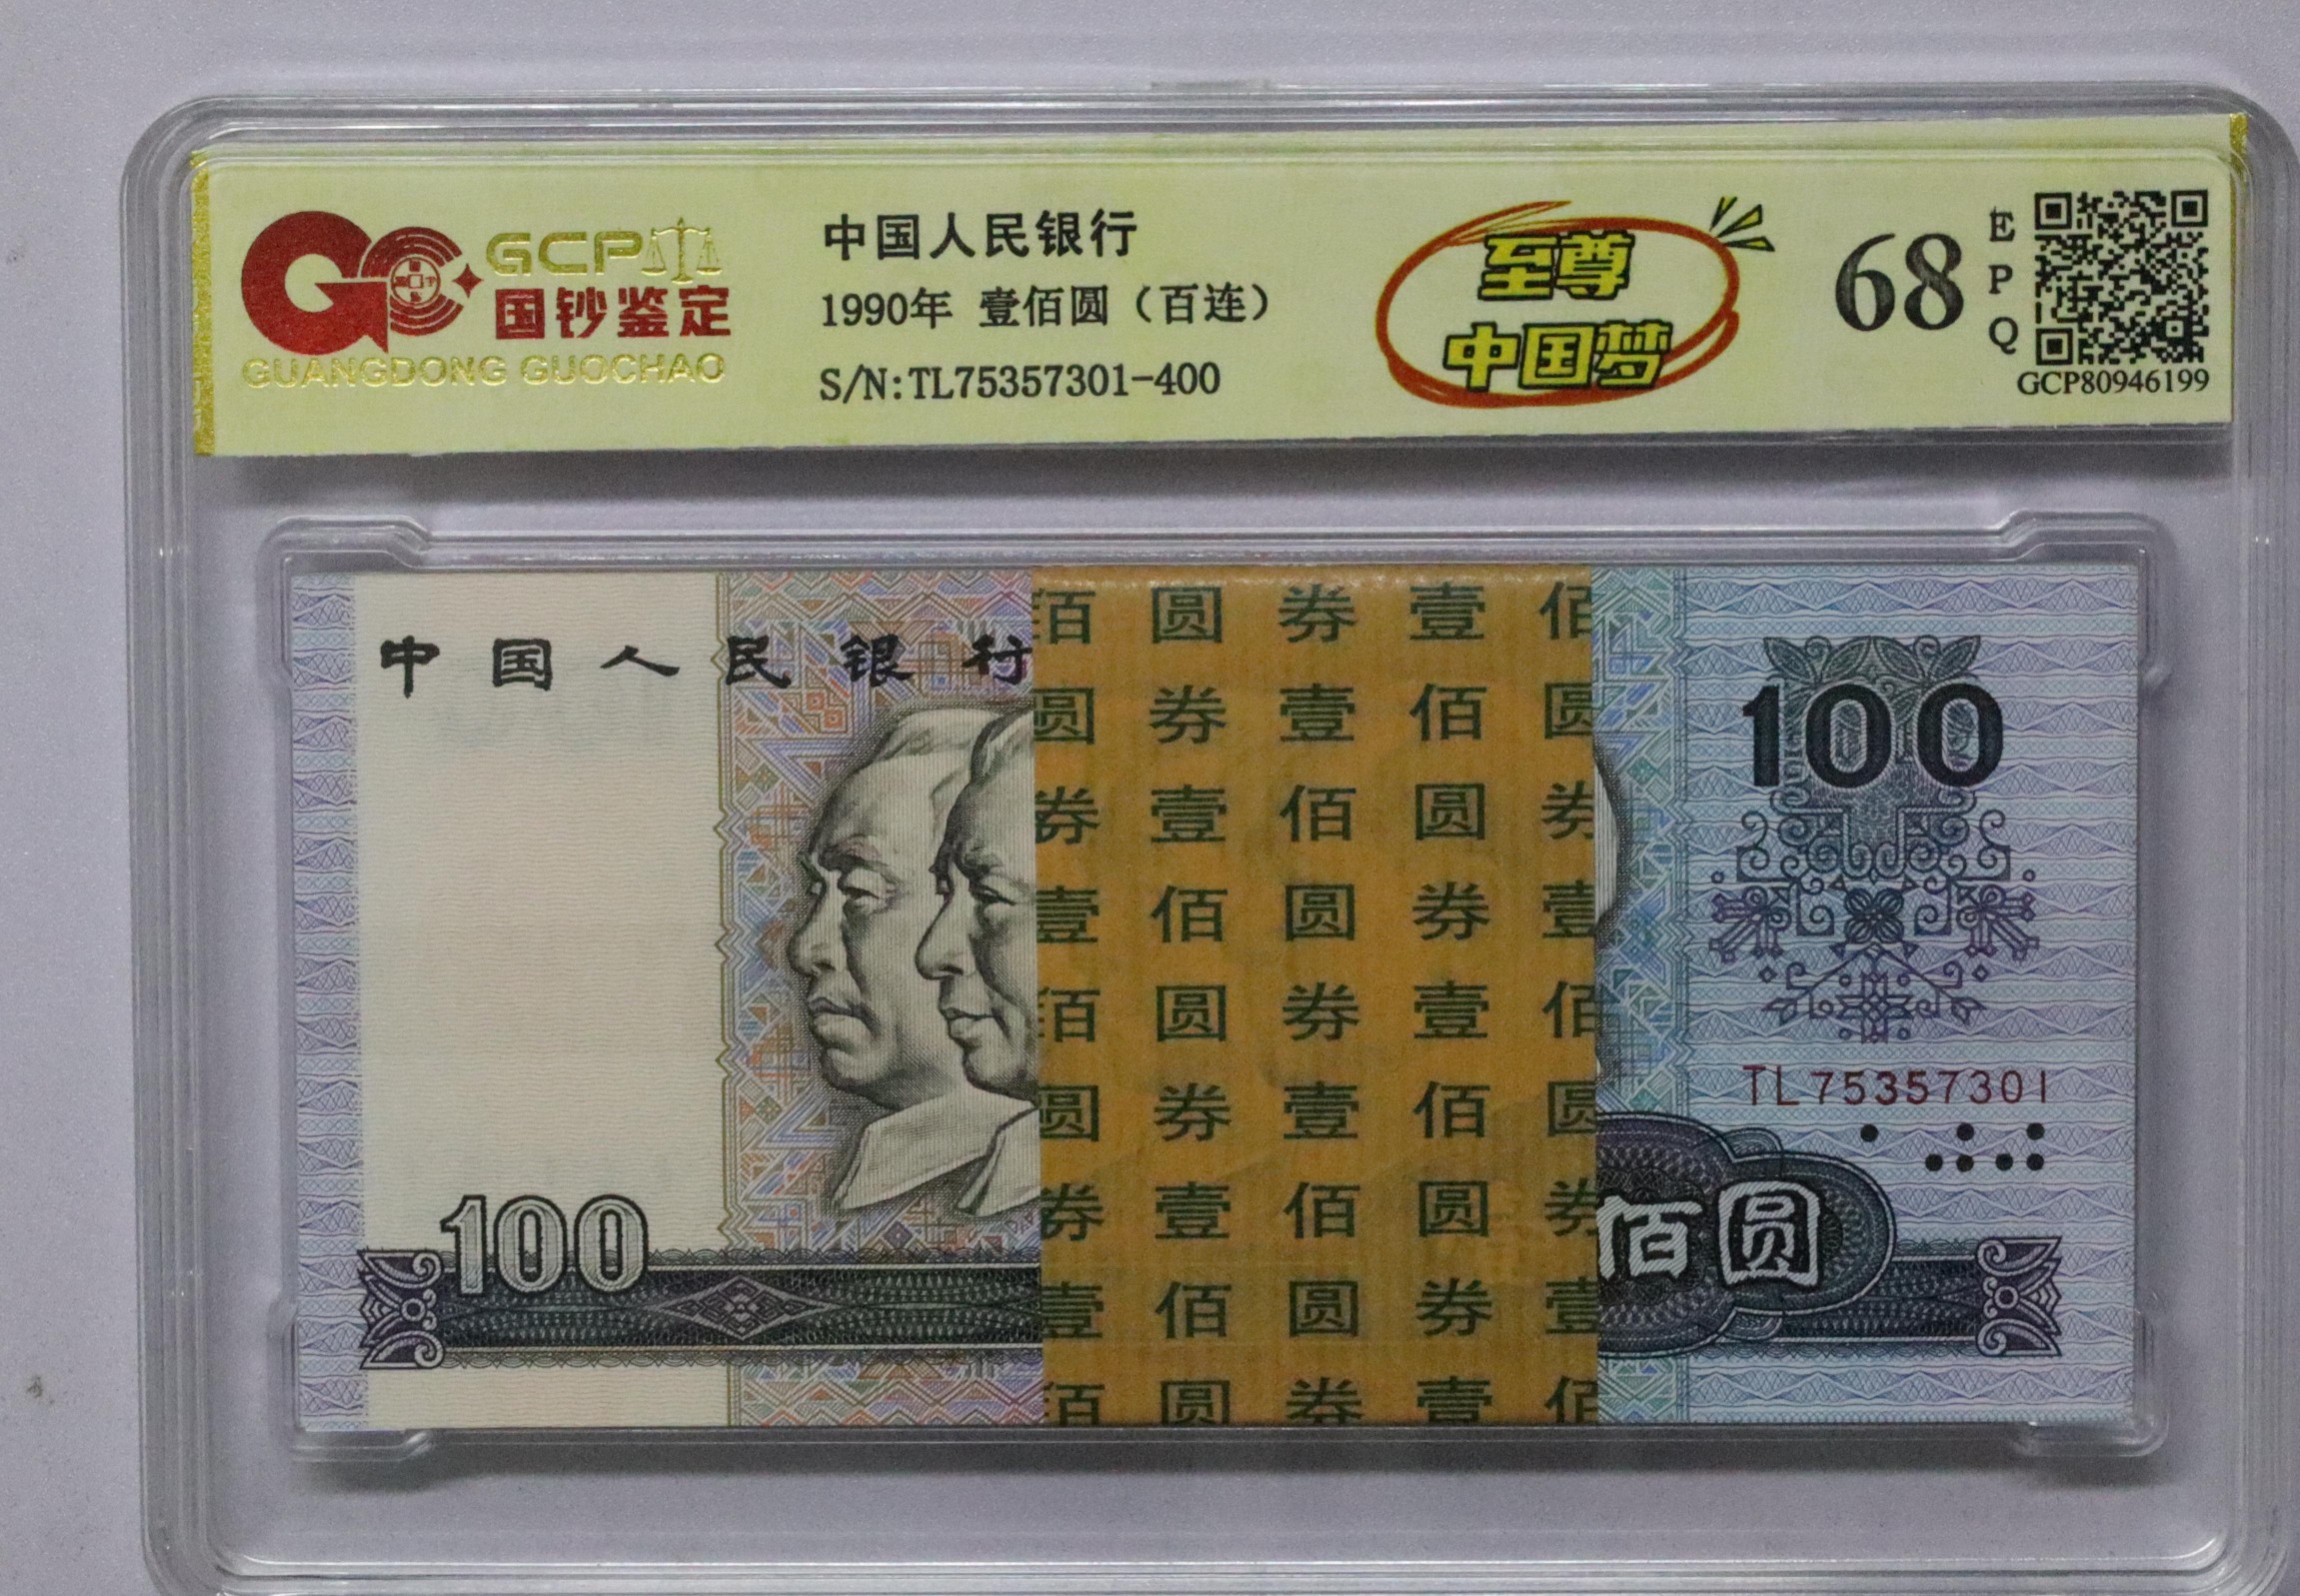 GCP
国钞鉴定
GUANGDONG GUOCHAO
中国人民银行
1990年 壹佰圆（百连）
S/N:TL75357301-400
至尊
中国梦
68
EPQ
GCP80946199
中国人民银行
佰圆券壹佰
圆券壹佰圆
券壹佰圆券
壹佰圆券壹
佰圆券壹佰
圆券壹佰圆
券壹佰圆券
壹佰圆券壹
佰圆券壹佰
100
TL75357301
佰圆
100